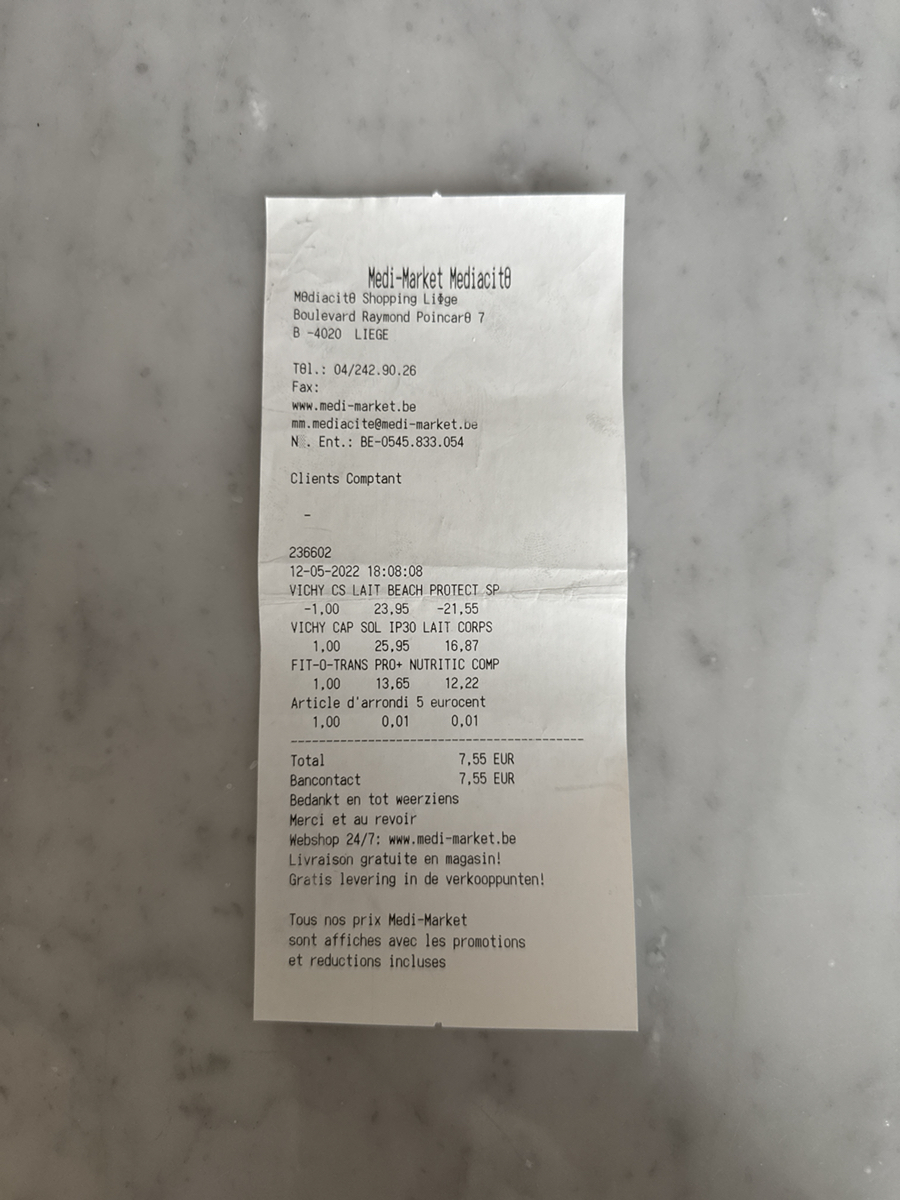 Medi-Market Mediacitθ
Mθdiacitθ Shopping Liϕge
Boulevard Raymond Poincarθ 7
B -4020 LIEGE
Tθl.: 04/242.90.26
Fax:
www.medi-market.be
mm.mediacite@medi-market.be
N░. Ent.: BE-0545.833.054
Clients Comptant
-
236602
12-05-2022 18:08:08
VICHY CS LAIT BEACH PROTECT SP
-1,00 23,95 -21,55
VICHY CAP SOL IP30 LAIT CORPS
1,00 25,95 16,87
FIT-O-TRANS PRO+ NUTRITIC COMP
1,00 13,65 12,22
Article d'arrondi 5 eurocent
1,00 0,01 0,01
------------------------------------------
Total 7,55 EUR
Bancontact 7,55 EUR
Bedankt en tot weerziens
Merci et au revoir
Webshop 24/7: www.medi-market.be
Livraison gratuite en magasin!
Gratis levering in de verkooppunten!
Tous nos prix Medi-Market
sont affiches avec les promotions
et reductions incluses